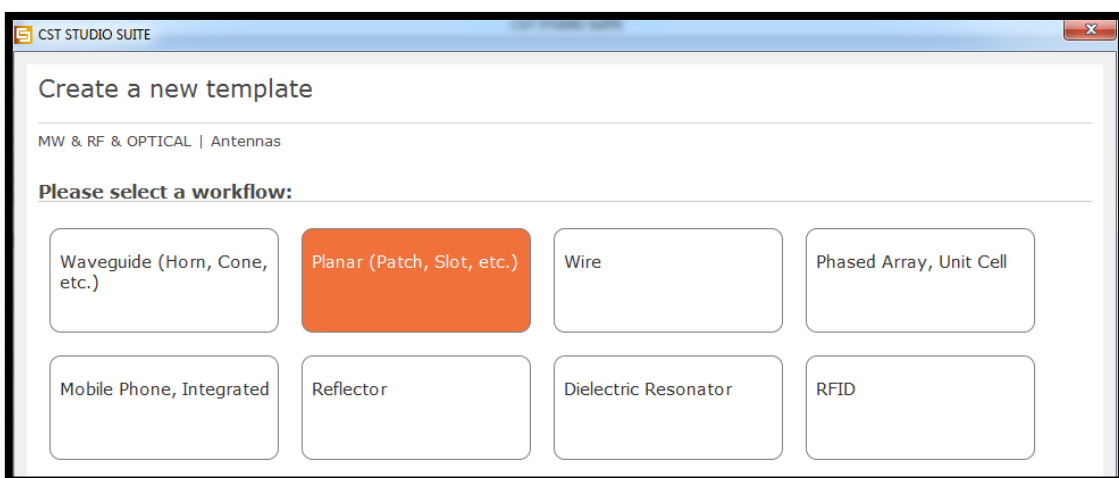 CST STUDIO SUITE
Create a new template
MW & RF & OPTICAL | Antennas
Please select a workflow:
Waveguide (Horn, Cone,
etc.)
Planar (Patch, Slot, etc.)
Wire
Phased Array, Unit Cell
Mobile Phone, Integrated
Reflector
Dielectric Resonator
RFID